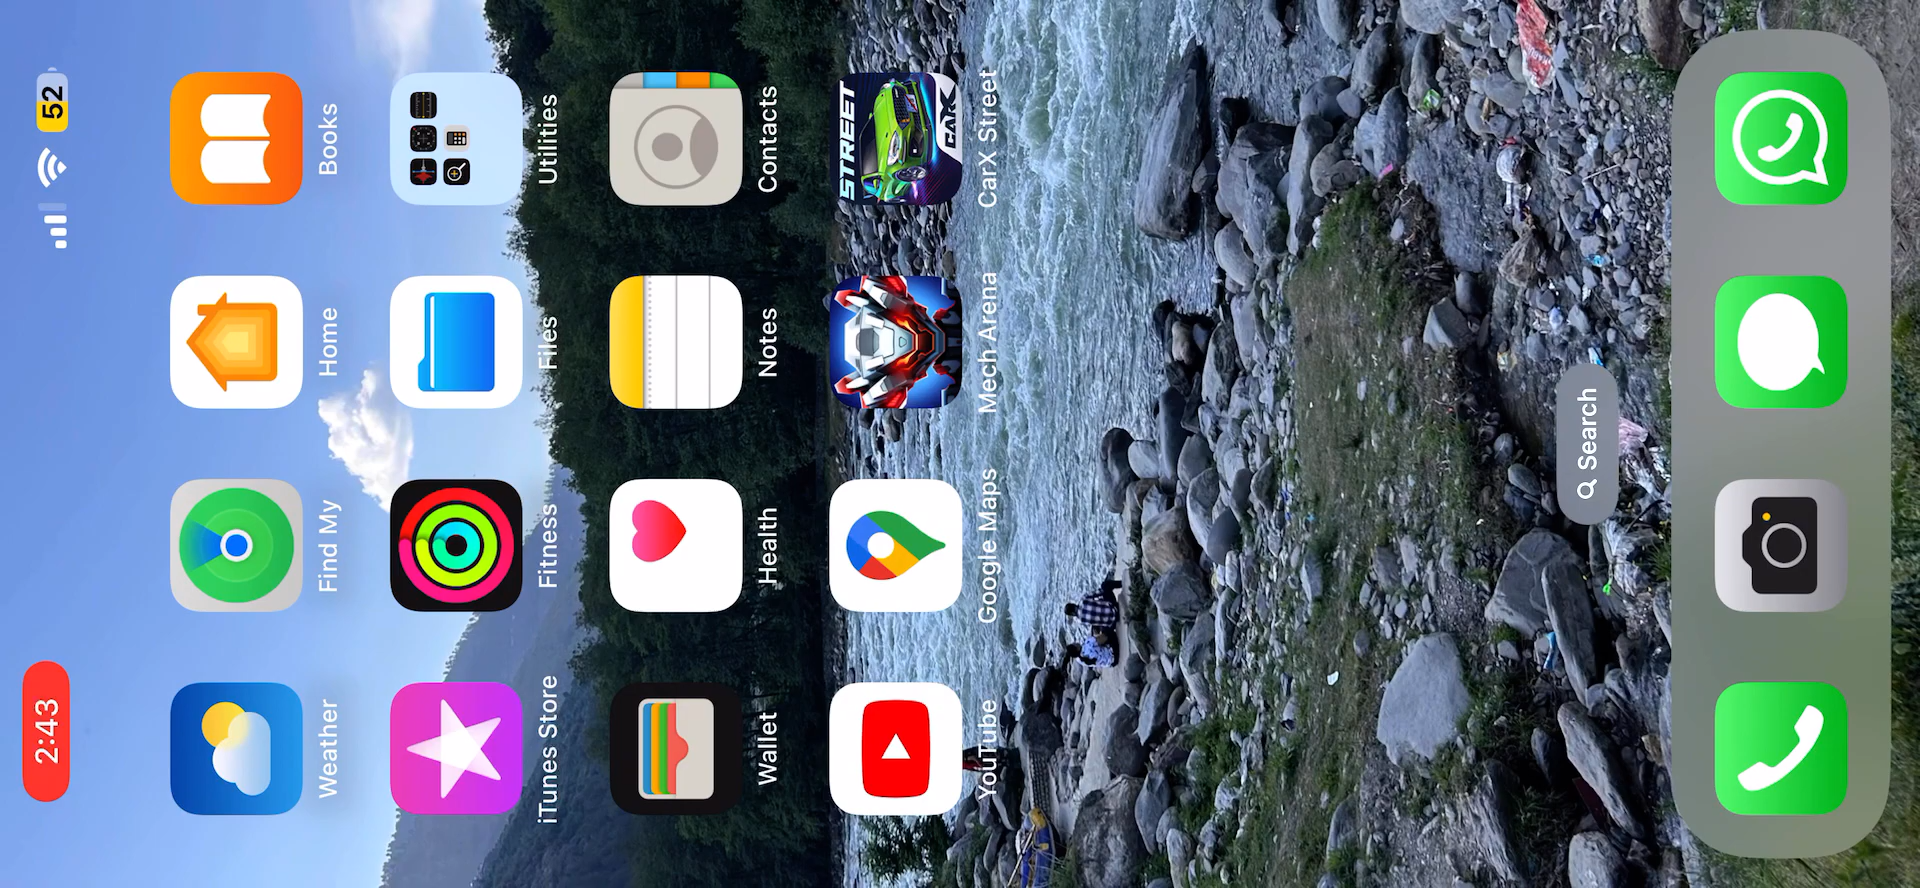 2:43
52
Weather
Find My
Home
Books
iTunes Store
Fitness
Files
Utilities
Wallet
Health
Notes
Contacts
STREET
CARX
YouTube
Google Maps
Mech Arena
CarX Street
Search